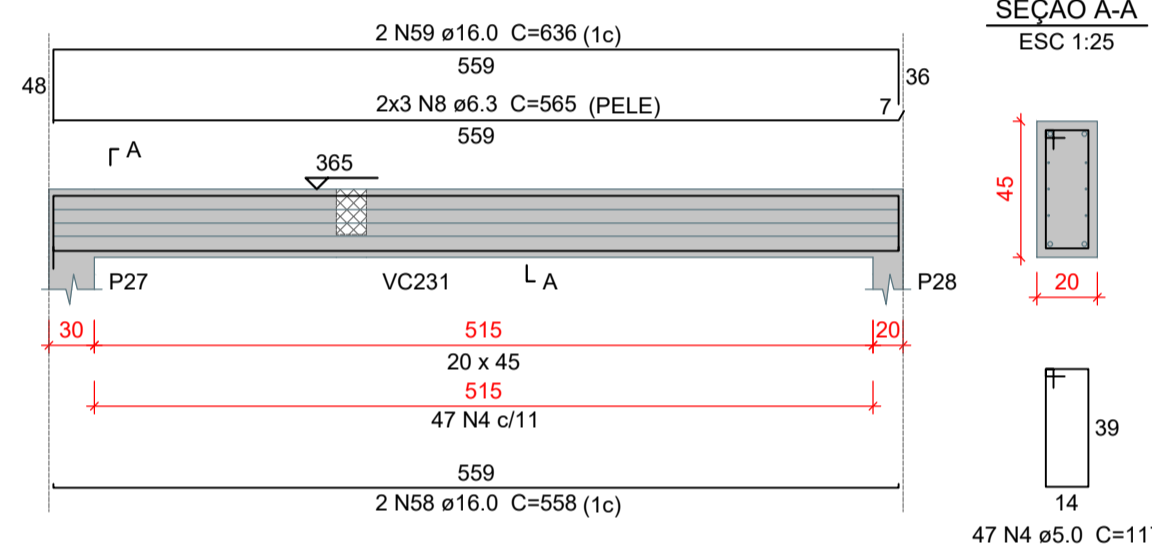 2 N59 ø16.0 C=636 (1c)
559
48
36
2x3 N8 ø6.3 C=565 (PELE)
7
559
A
365
P27
VC231
A
P28
30
515
20
20 x 45
515
47 N4 c/11
559
2 N58 ø16.0 C=558 (1c)
SEÇÃO A-A
ESC 1:25
45
20
39
14
47 N4 ø5.0